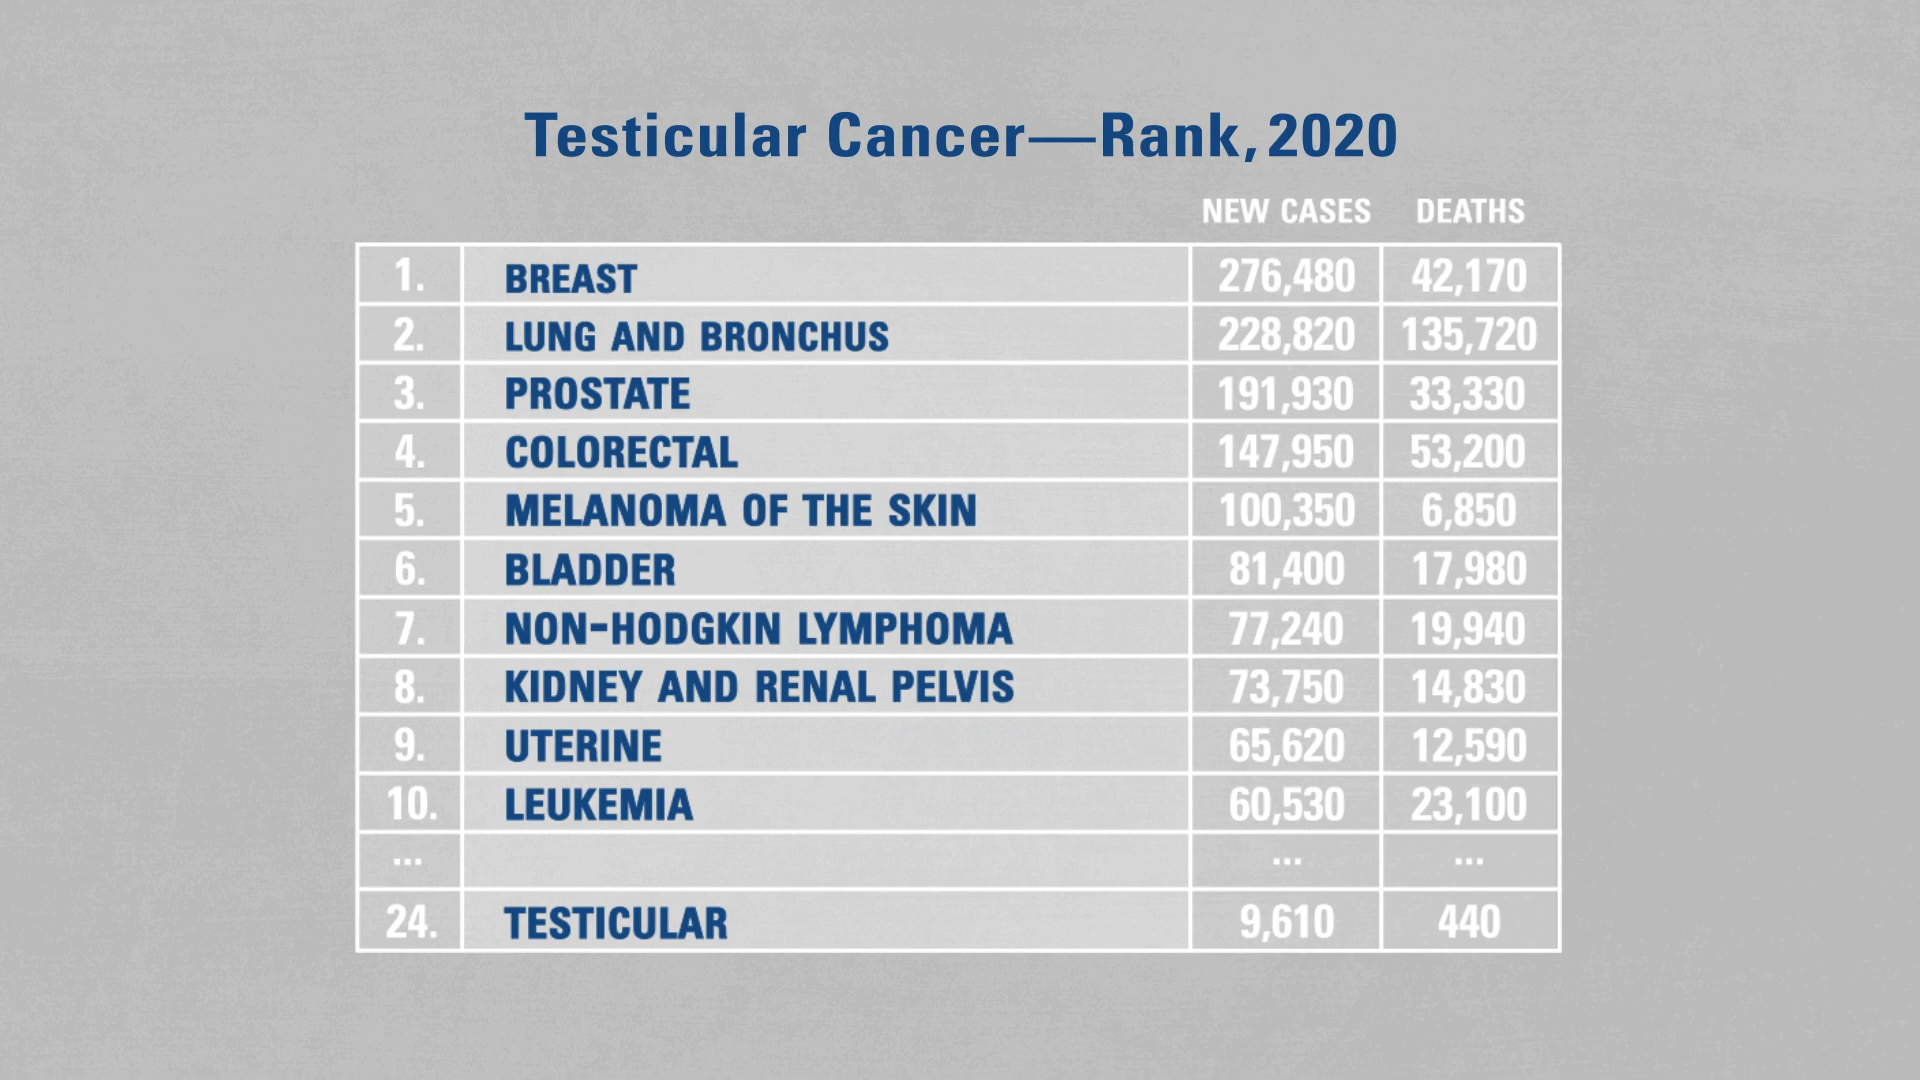 Testicular Cancer—Rank, 2020
NEW CASES DEATHS
1. BREAST 276,480 42,170
2. LUNG AND BRONCHUS 228,820 135,720
3. PROSTATE 191,930 33,330
4. COLORECTAL 147,950 53,200
5. MELANOMA OF THE SKIN 100,350 6,850
6. BLADDER 81,400 17,980
7. NON-HODGKIN LYMPHOMA 77,240 19,940
8. KIDNEY AND RENAL PELVIS 73,750 14,830
9. UTERINE 65,620 12,590
10. LEUKEMIA 60,530 23,100
... ... ...
24. TESTICULAR 9,610 440